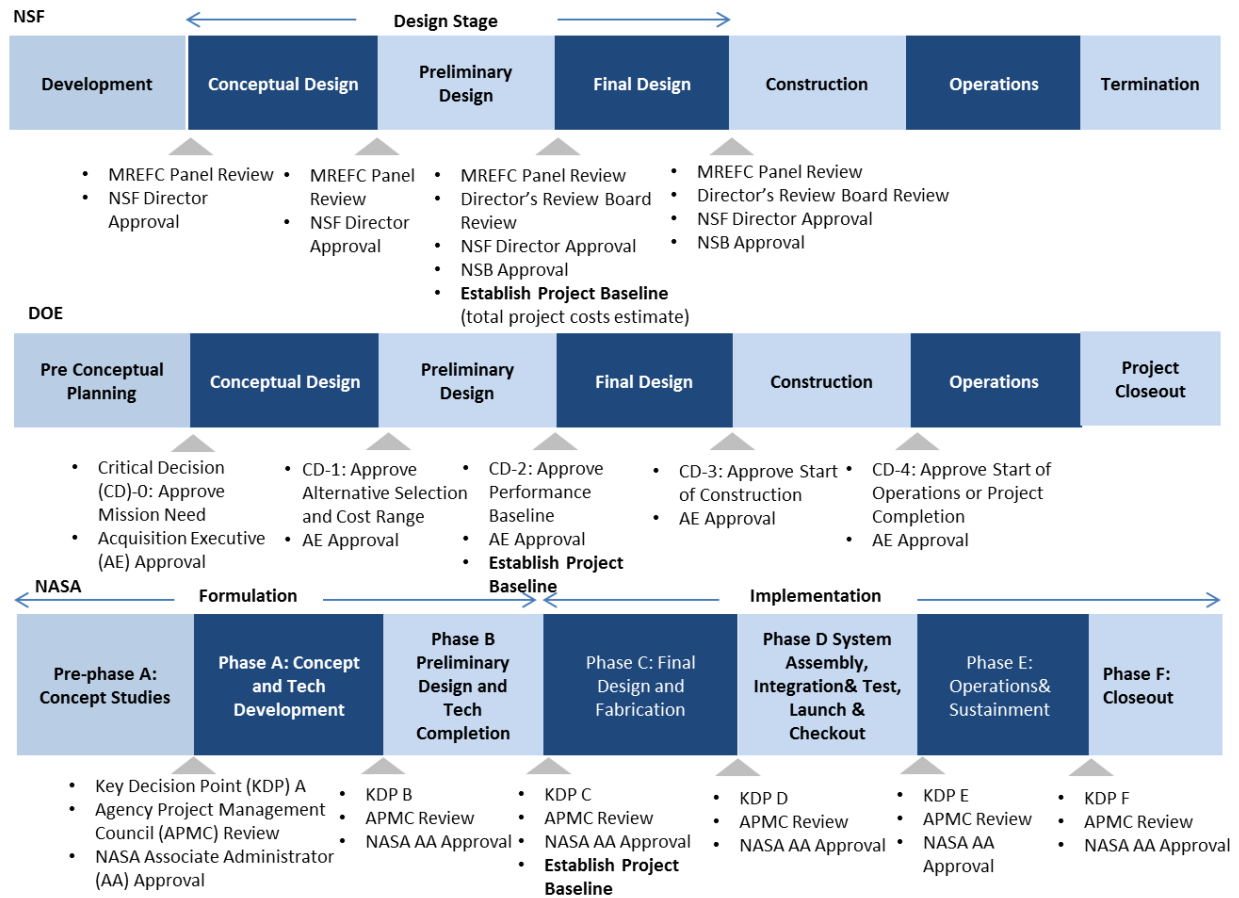 NSF
Design Stage
Development
Conceptual Design
Preliminary
Design
Final Design
Construction
Operations
Termination
• MREFC Panel Review
• NSF Director
Approval
• MREFC Panel
Review
• NSF Director
Approval
• MREFC Panel Review
• Director's Review Board
Review
• NSF Director Approval
• NSB Approval
• Establish Project Baseline
(total project costs estimate)
• MREFC Panel Review
• Director's Review Board Review
• NSF Director Approval
• NSB Approval
DOE
Pre Conceptual
Planning
Conceptual Design
Preliminary
Design
Final Design
Construction
Operations
Project
Closeout
• Critical Decision
(CD)-0: Approve
Mission Need
• Acquisition Executive
(AE) Approval
• CD-1: Approve
Alternative Selection
and Cost Range
• AE Approval
• CD-2: Approve
Performance
Baseline
• AE Approval
• Establish Project
Baseline
• CD-3: Approve Start
of Construction
• AE Approval
• CD-4: Approve Start of
Operations or Project
Completion
• AE Approval
NASA
Formulation
Implementation
Pre-phase A:
Concept Studies
Phase A: Concept
and Tech
Development
Phase B
Preliminary
Design and
Tech
Completion
Phase C: Final
Design and
Fabrication
Phase D System
Assembly,
Integration& Test,
Launch &
Checkout
Phase E:
Operations&
Sustainment
Phase F:
Closeout
• Key Decision Point (KDP) A
• Agency Project Management
Council (APMC) Review
• NASA Associate Administrator
(AA) Approval
• KDP B
• APMC Review
• NASA AA Approval
• KDP C
• APMC Review
• NASA AA Approval
• Establish Project
Baseline
• KDP D
• APMC Review
• NASA AA Approval
• KDP E
• APMC Review
• NASA AA
Approval
• KDP F
• APMC Review
• NASA AA Approval